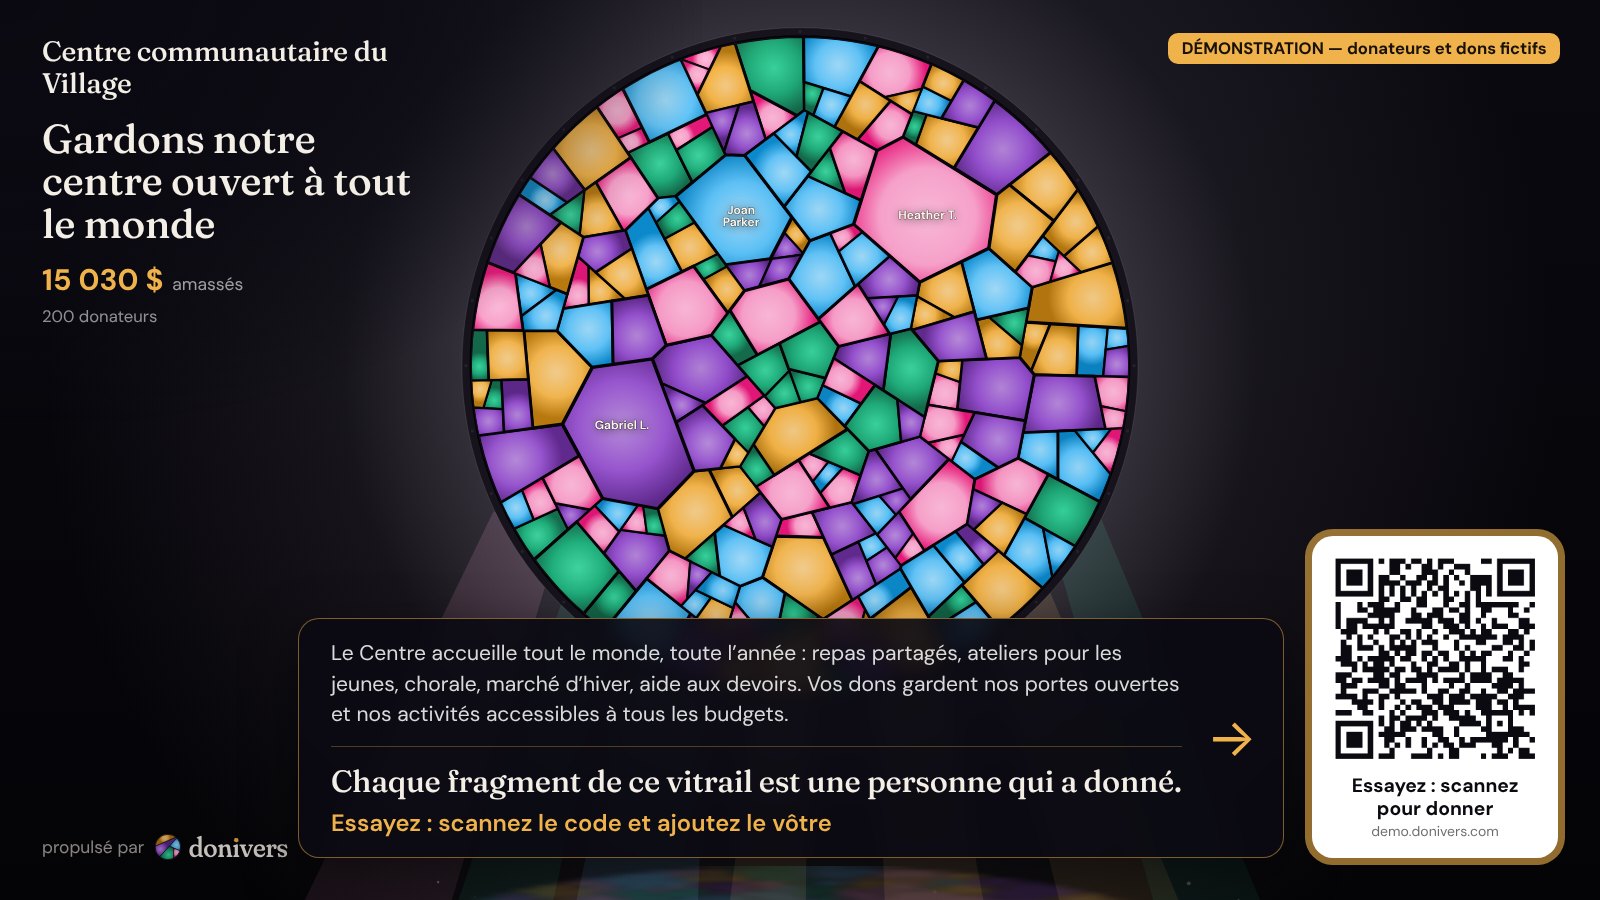 Centre communautaire du
Village
Gardons notre
centre ouvert à tout
le monde
15 030 $ amassés
200 donateurs
DÉMONSTRATION — donateurs et dons fictifs
Joan
Parker
Heather T.
Gabriel L.
Le Centre accueille tout le monde, toute l’année : repas partagés, ateliers pour les
jeunes, chorale, marché d’hiver, aide aux devoirs. Vos dons gardent nos portes ouvertes
et nos activités accessibles à tous les budgets.
Chaque fragment de ce vitrail est une personne qui a donné.
Essayez : scannez le code et ajoutez le vôtre
Essayez : scannez
pour donner
demo.donivers.com
propulsé par donivers